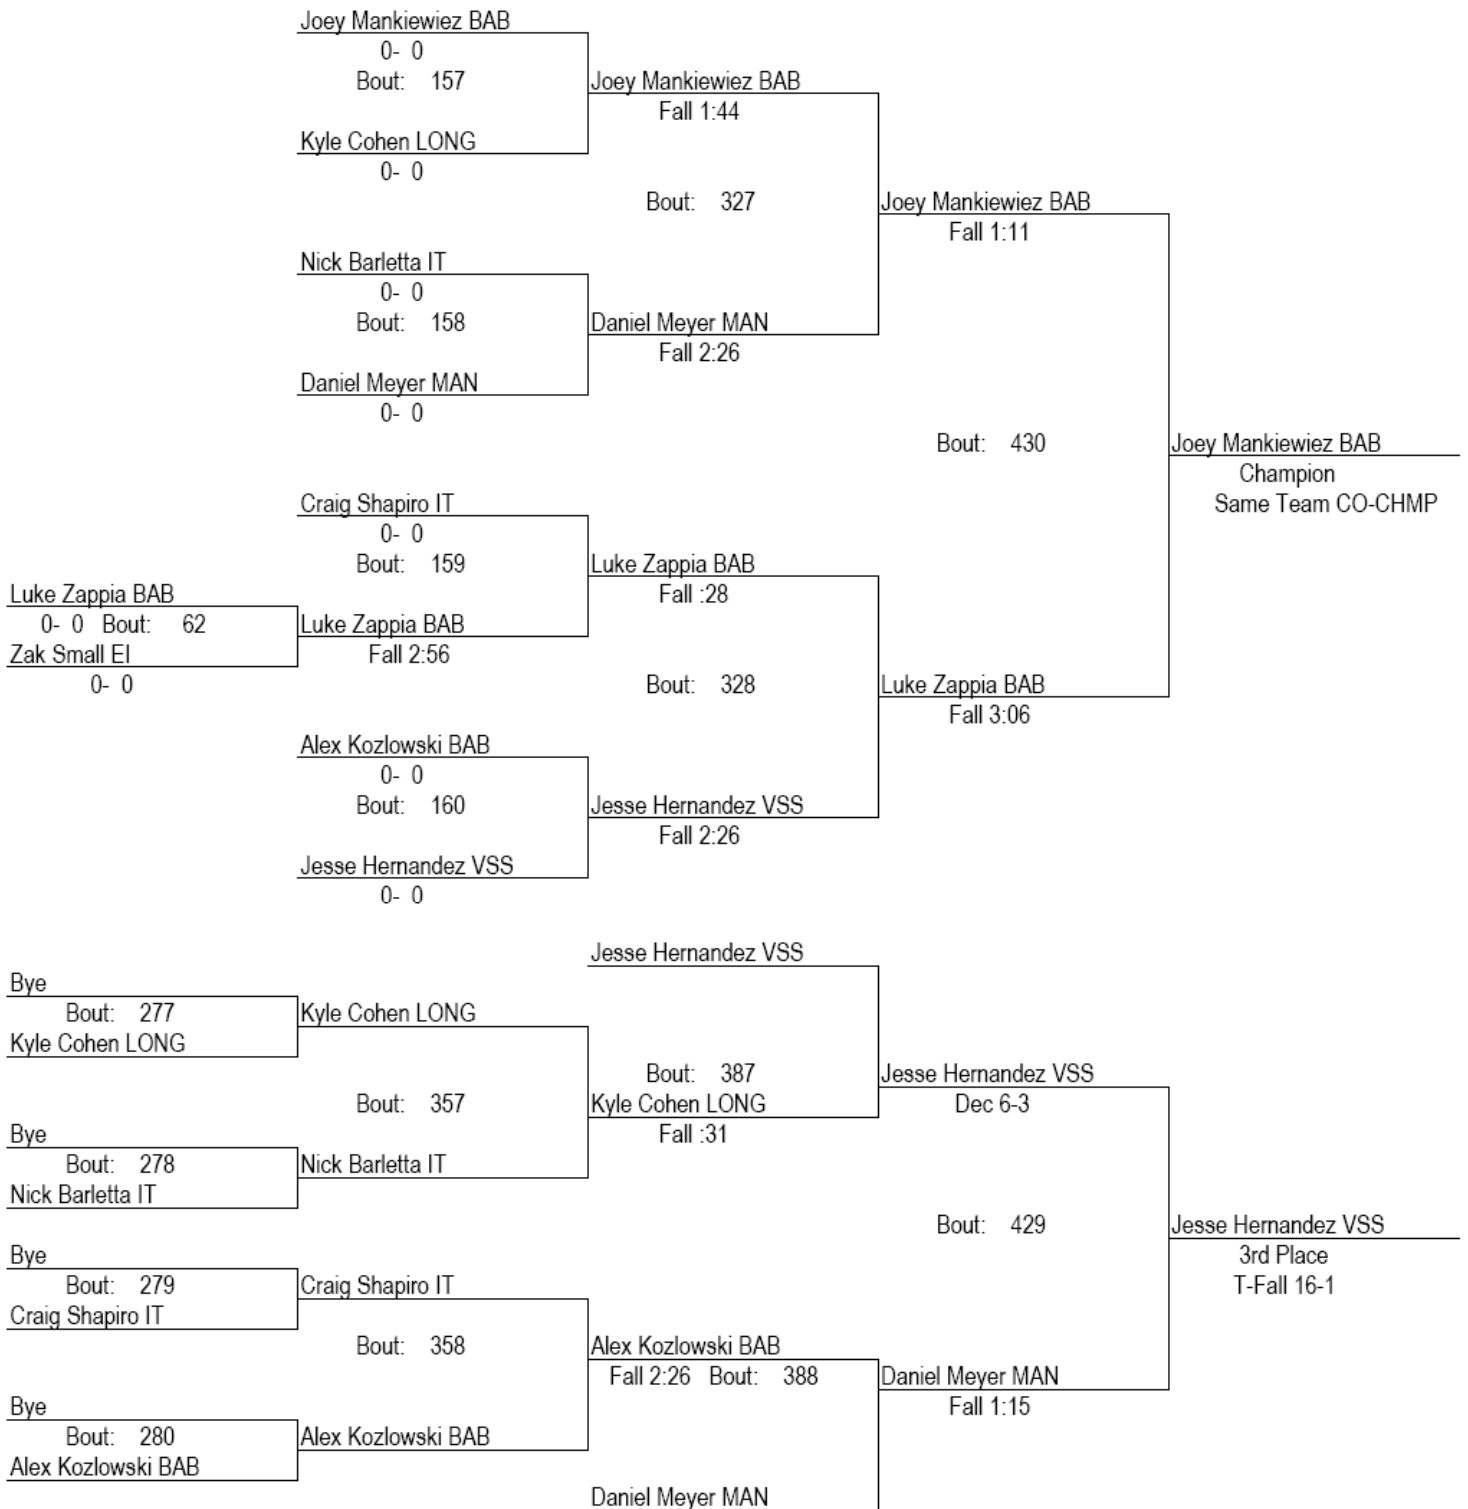 Joey Mankiewiez BAB
0- 0
Bout: 157
Joey Mankiewiez BAB
Fall 1:44
Kyle Cohen LONG
0- 0
Bout: 327
Joey Mankiewiez BAB
Fall 1:11
Nick Barletta IT
0- 0
Bout: 158
Daniel Meyer MAN
Fall 2:26
Daniel Meyer MAN
0- 0
Bout: 430
Joey Mankiewiez BAB
Champion
Same Team CO-CHMP
Craig Shapiro IT
0- 0
Bout: 159
Luke Zappia BAB
Fall :28
Luke Zappia BAB
0- 0 Bout: 62
Luke Zappia BAB
Fall 2:56
Zak Small EI
0- 0
Bout: 328
Luke Zappia BAB
Fall 3:06
Alex Kozlowski BAB
0- 0
Bout: 160
Jesse Hernandez VSS
Fall 2:26
Jesse Hernandez VSS
0- 0
Jesse Hernandez VSS
Bye
Bout: 277
Kyle Cohen LONG
Kyle Cohen LONG
Bout: 387
Jesse Hernandez VSS
Dec 6-3
Bout: 357
Kyle Cohen LONG
Fall :31
Bye
Bout: 278
Nick Barletta IT
Nick Barletta IT
Bout: 429
Jesse Hernandez VSS
3rd Place
T-Fall 16-1
Bye
Bout: 279
Craig Shapiro IT
Craig Shapiro IT
Bout: 358
Alex Kozlowski BAB
Fall 2:26 Bout: 388
Daniel Meyer MAN
Fall 1:15
Bye
Bout: 280
Alex Kozlowski BAB
Alex Kozlowski BAB
Daniel Meyer MAN